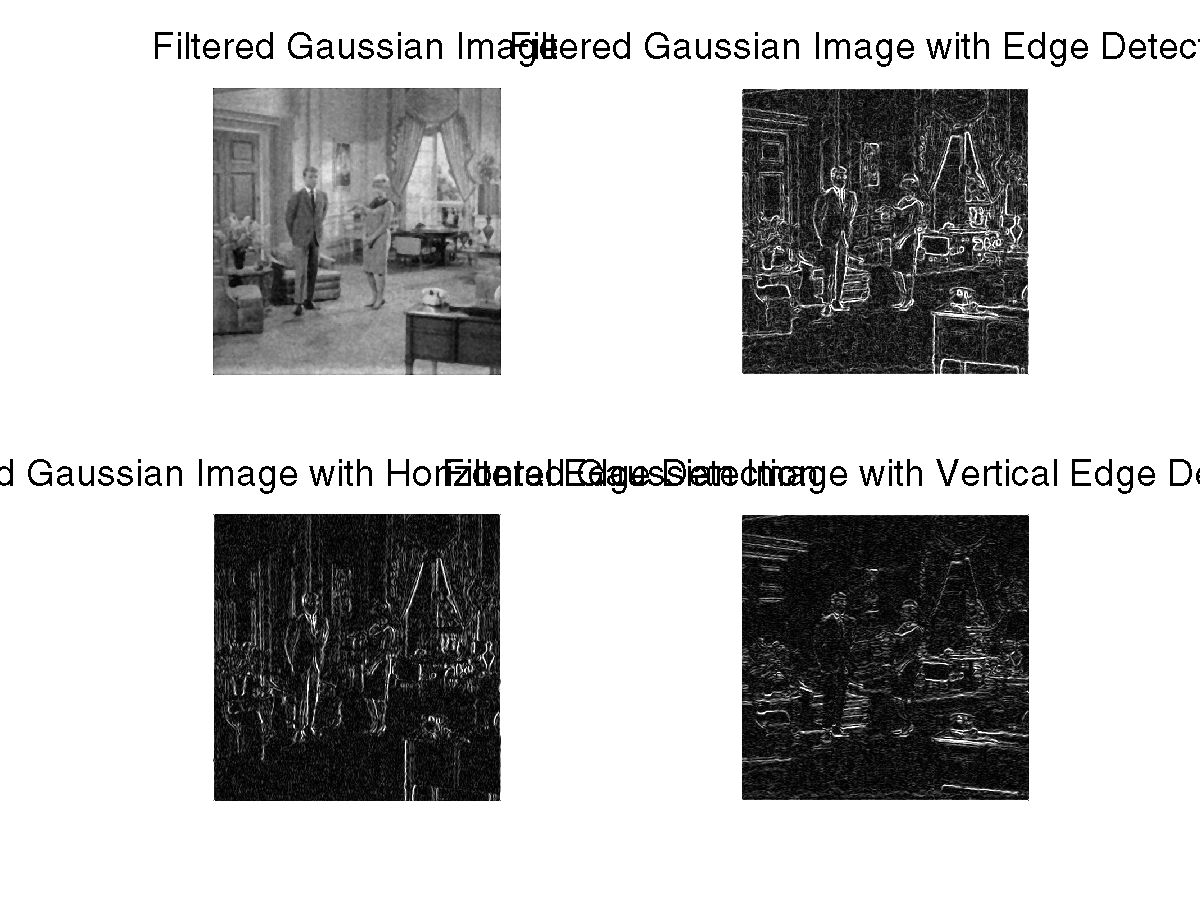 Filtered Gaussian Image
Filtered Gaussian Image with Edge Detect
d Gaussian Image with Horizontal Edge Detection
Filtered Gaussian Image with Vertical Edge De